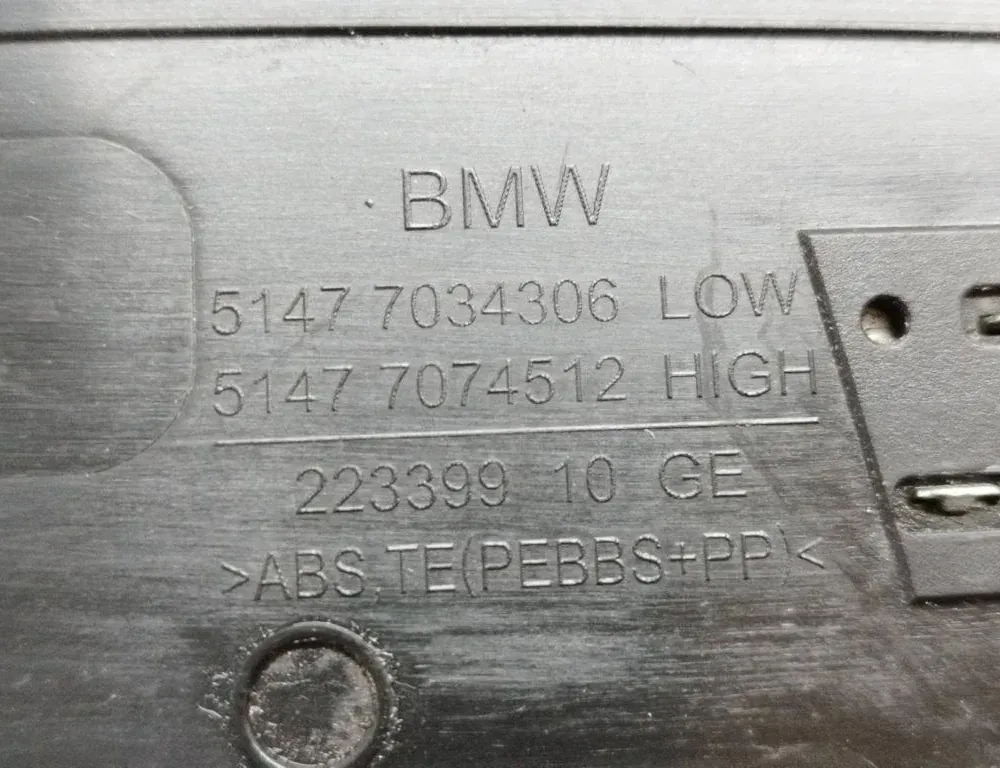 BMW
5147 7034306 LOW
5147 7074512 HIGH
223399 10 GE
>ABS,TE(PEBBS+PP)<